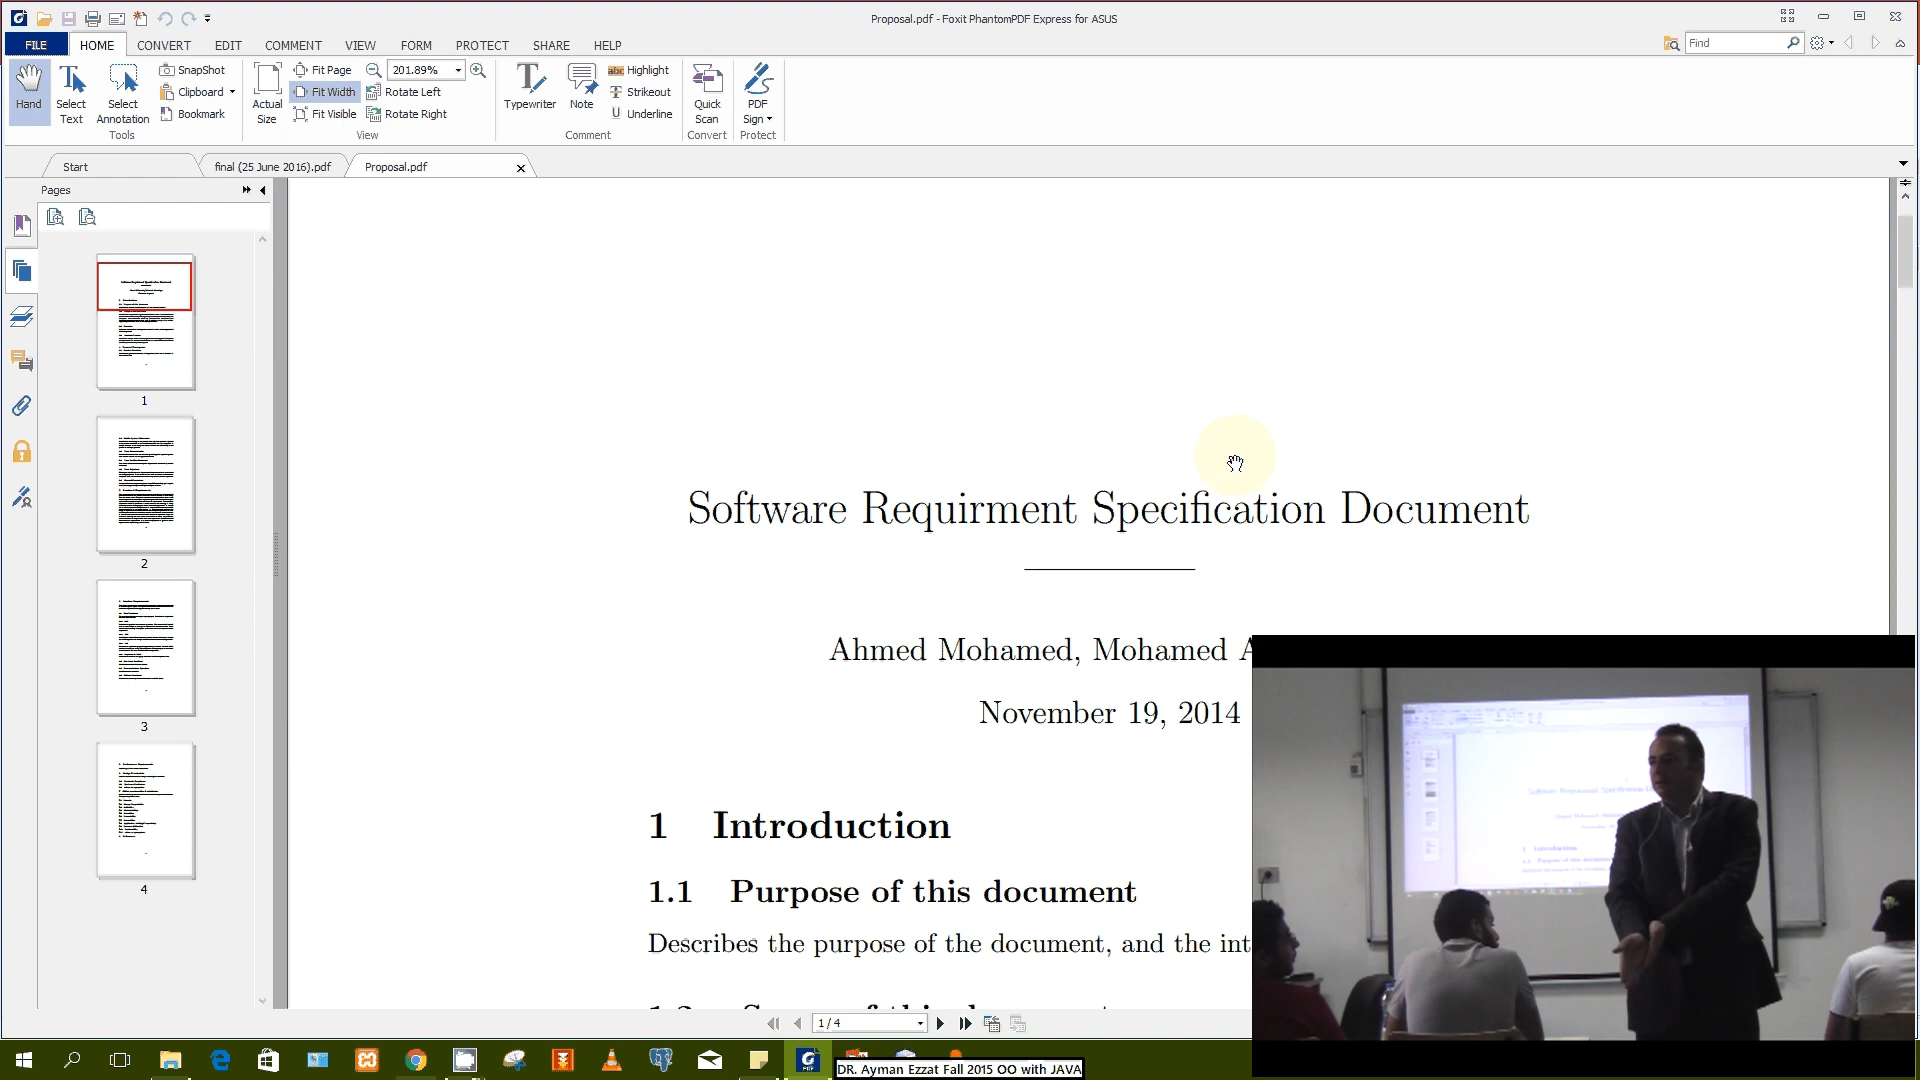 Proposal.pdf - Foxit PhantomPDF Express for ASUS
FILE HOME CONVERT EDIT COMMENT VIEW FORM PROTECT SHARE HELP Find
Hand
Select Text
Select Annotation
SnapShot
Clipboard
Bookmark
Tools
Actual Size
Fit Page
Fit Width
Fit Visible
201.89%
Rotate Left
Rotate Right
View
Typewriter
Note
Highlight
Strikeout
Underline
Comment
Quick Scan
Convert
PDF Sign
Protect
Start final (25 June 2016).pdf Proposal.pdf
Pages
1
2
3
4
Software Requirment Specification Document
Ahmed Mohamed, Mohamed A
November 19, 2014
1 Introduction
1.1 Purpose of this document
Describes the purpose of the document, and the int
1 / 4
DR. Ayman Ezzat Fall 2015 OO with JAVA